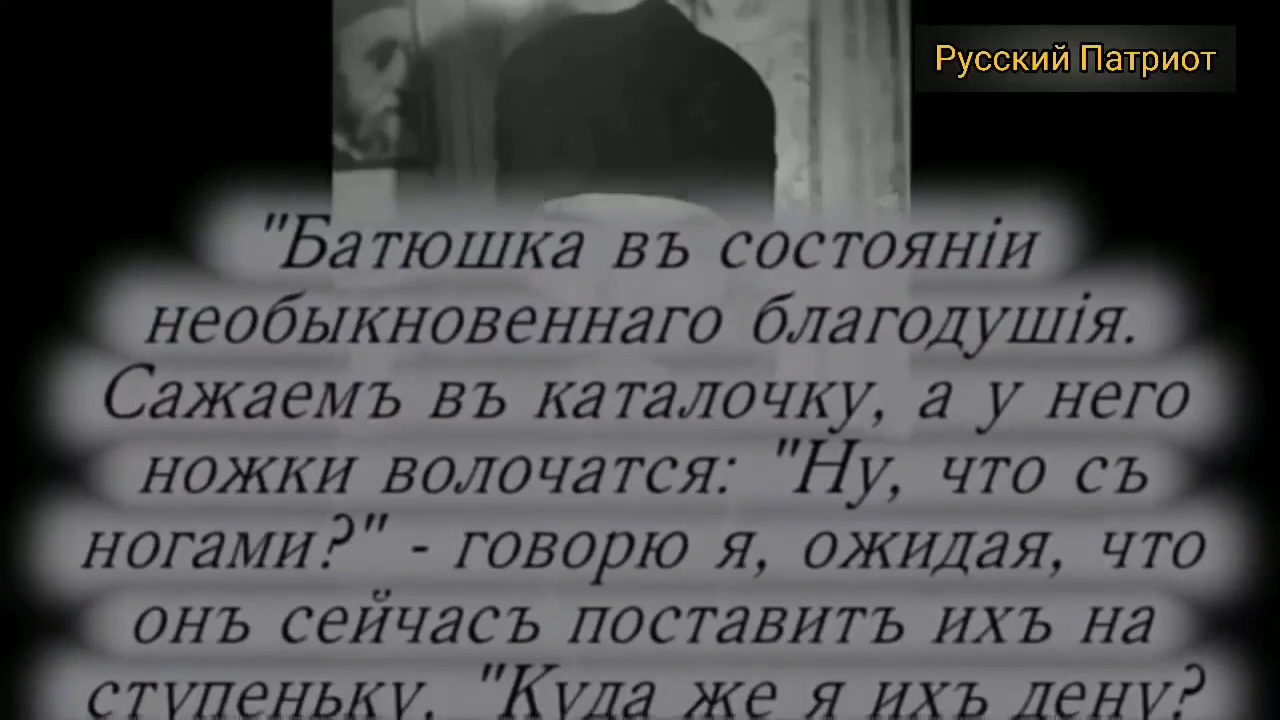 Русский Патриот
"Батюшка въ состоянiи
необыкновеннаго благодушiя.
Сажаемъ въ каталочку, а у него
ножки волочатся: "Ну, что съ
ногами?" - говорю я, ожидая, что
онъ сейчасъ поставитъ ихъ на
ступеньку. "Куда же я ихъ дену?